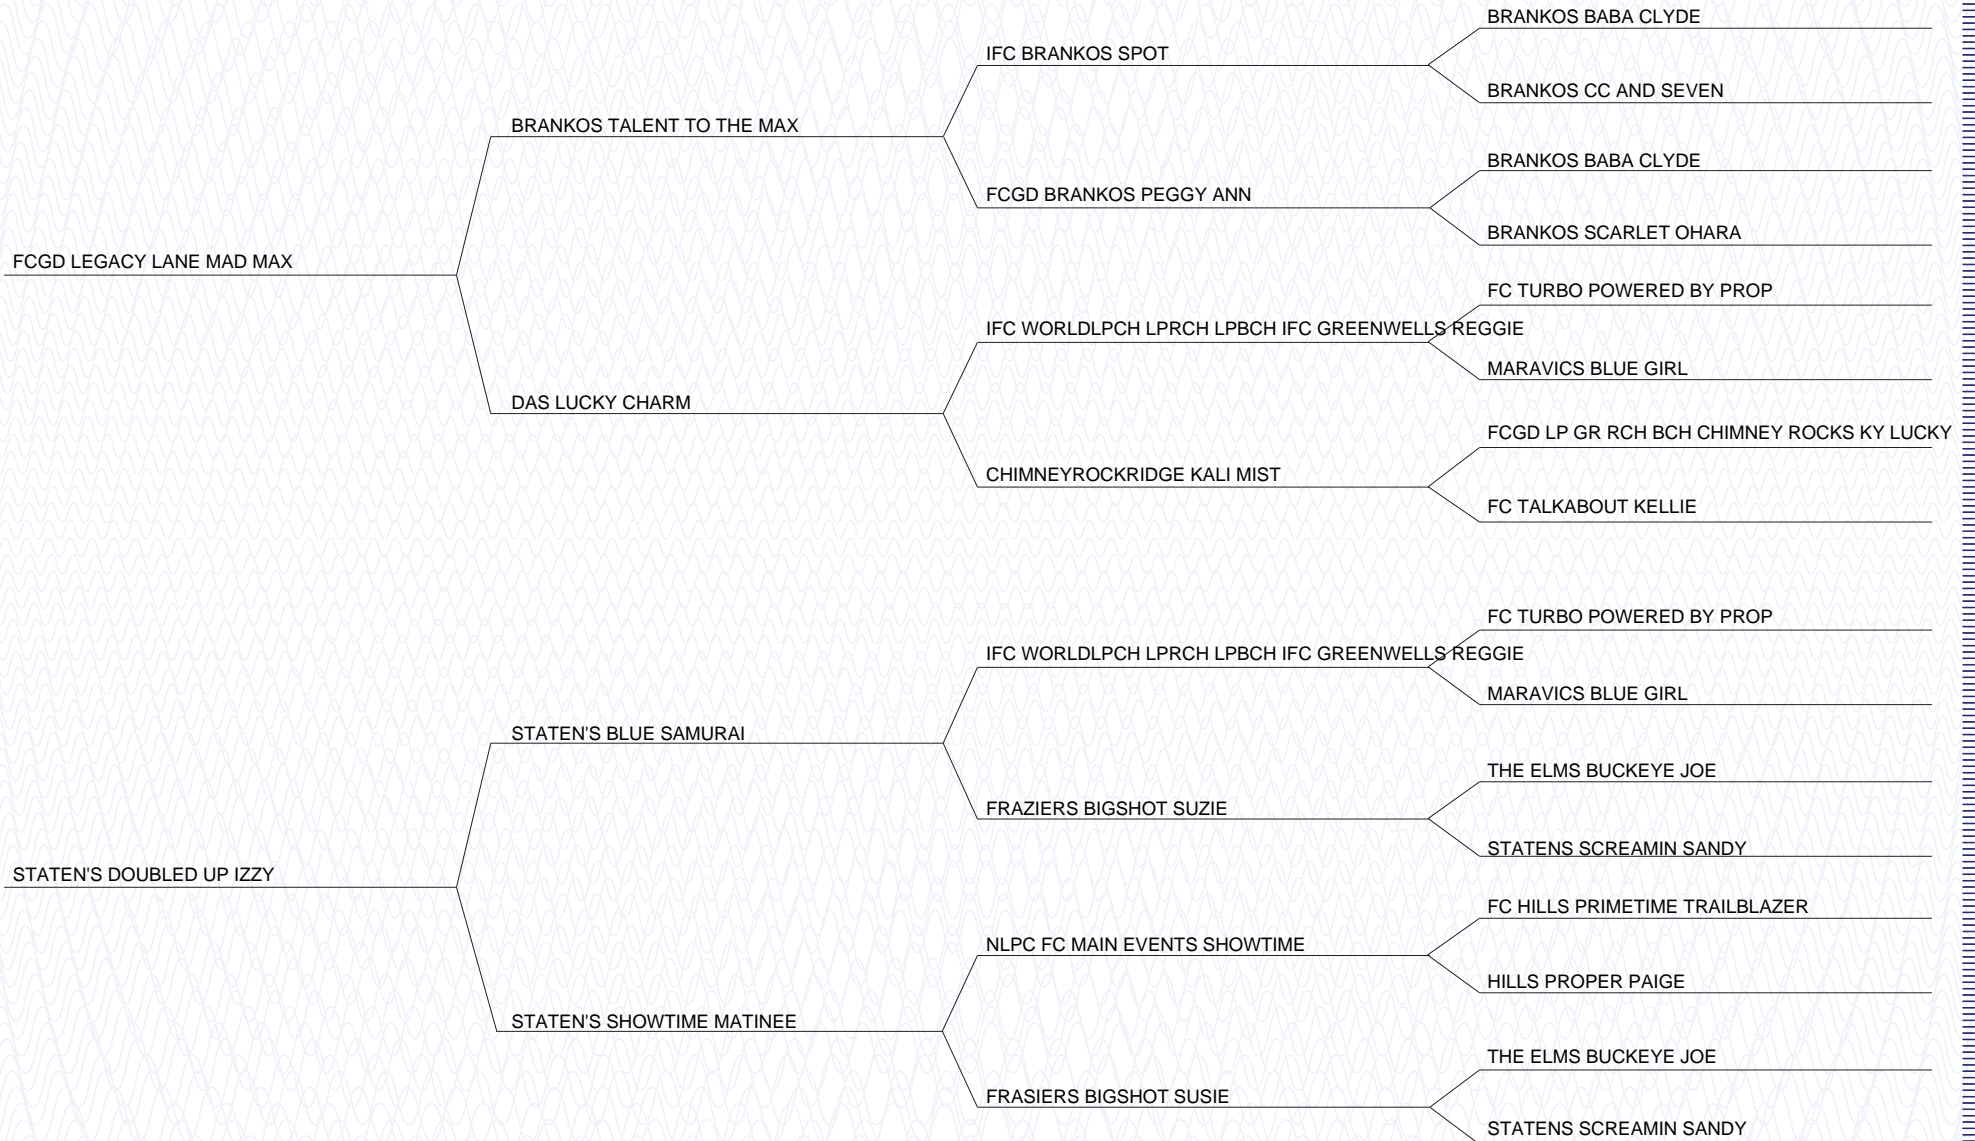 BRANKOS BABA CLYDE
IFC BRANKOS SPOT
BRANKOS CC AND SEVEN
BRANKOS TALENT TO THE MAX
BRANKOS BABA CLYDE
FCGD BRANKOS PEGGY ANN
BRANKOS SCARLET OHARA
FCGD LEGACY LANE MAD MAX
FC TURBO POWERED BY PROP
IFC WORLDLPCH LPRCH LPBCH IFC GREENWELLS REGGIE
MARAVICS BLUE GIRL
DAS LUCKY CHARM
FCGD LP GR RCH BCH CHIMNEY ROCKS KY LUCKY
CHIMNEYROCKRIDGE KALI MIST
FC TALKABOUT KELLIE
FC TURBO POWERED BY PROP
IFC WORLDLPCH LPRCH LPBCH IFC GREENWELLS REGGIE
MARAVICS BLUE GIRL
STATEN'S BLUE SAMURAI
THE ELMS BUCKEYE JOE
FRAZIERS BIGSHOT SUZIE
STATENS SCREAMIN SANDY
STATEN'S DOUBLED UP IZZY
FC HILLS PRIMETIME TRAILBLAZER
NLPC FC MAIN EVENTS SHOWTIME
HILLS PROPER PAIGE
STATEN'S SHOWTIME MATINEE
THE ELMS BUCKEYE JOE
FRASIERS BIGSHOT SUSIE
STATENS SCREAMIN SANDY